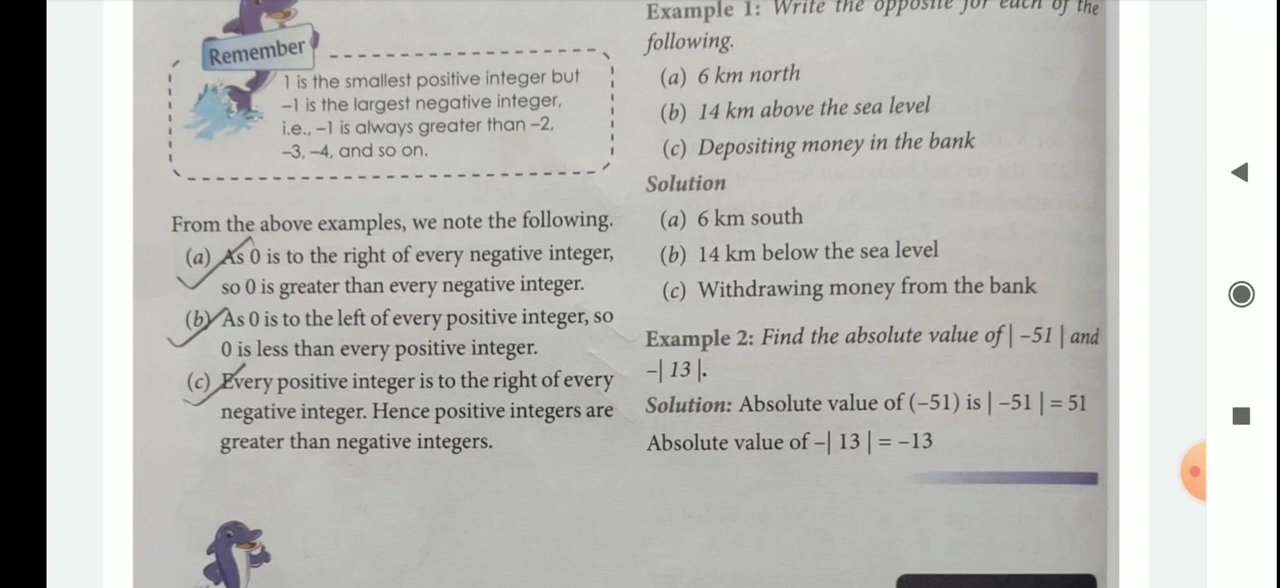 Remember
1 is the smallest positive integer but
–1 is the largest negative integer,
i.e., –1 is always greater than –2,
–3, –4, and so on.
From the above examples, we note the following.
(a) As 0 is to the right of every negative integer,
so 0 is greater than every negative integer.
(b) As 0 is to the left of every positive integer, so
0 is less than every positive integer.
(c) Every positive integer is to the right of every
negative integer. Hence positive integers are
greater than negative integers.
Example 1: Write the opposite for each of the
following.
(a) 6 km north
(b) 14 km above the sea level
(c) Depositing money in the bank
Solution
(a) 6 km south
(b) 14 km below the sea level
(c) Withdrawing money from the bank
Example 2: Find the absolute value of | –51 | and
–| 13 |.
Solution: Absolute value of (–51) is | –51 | = 51
Absolute value of –| 13 | = –13